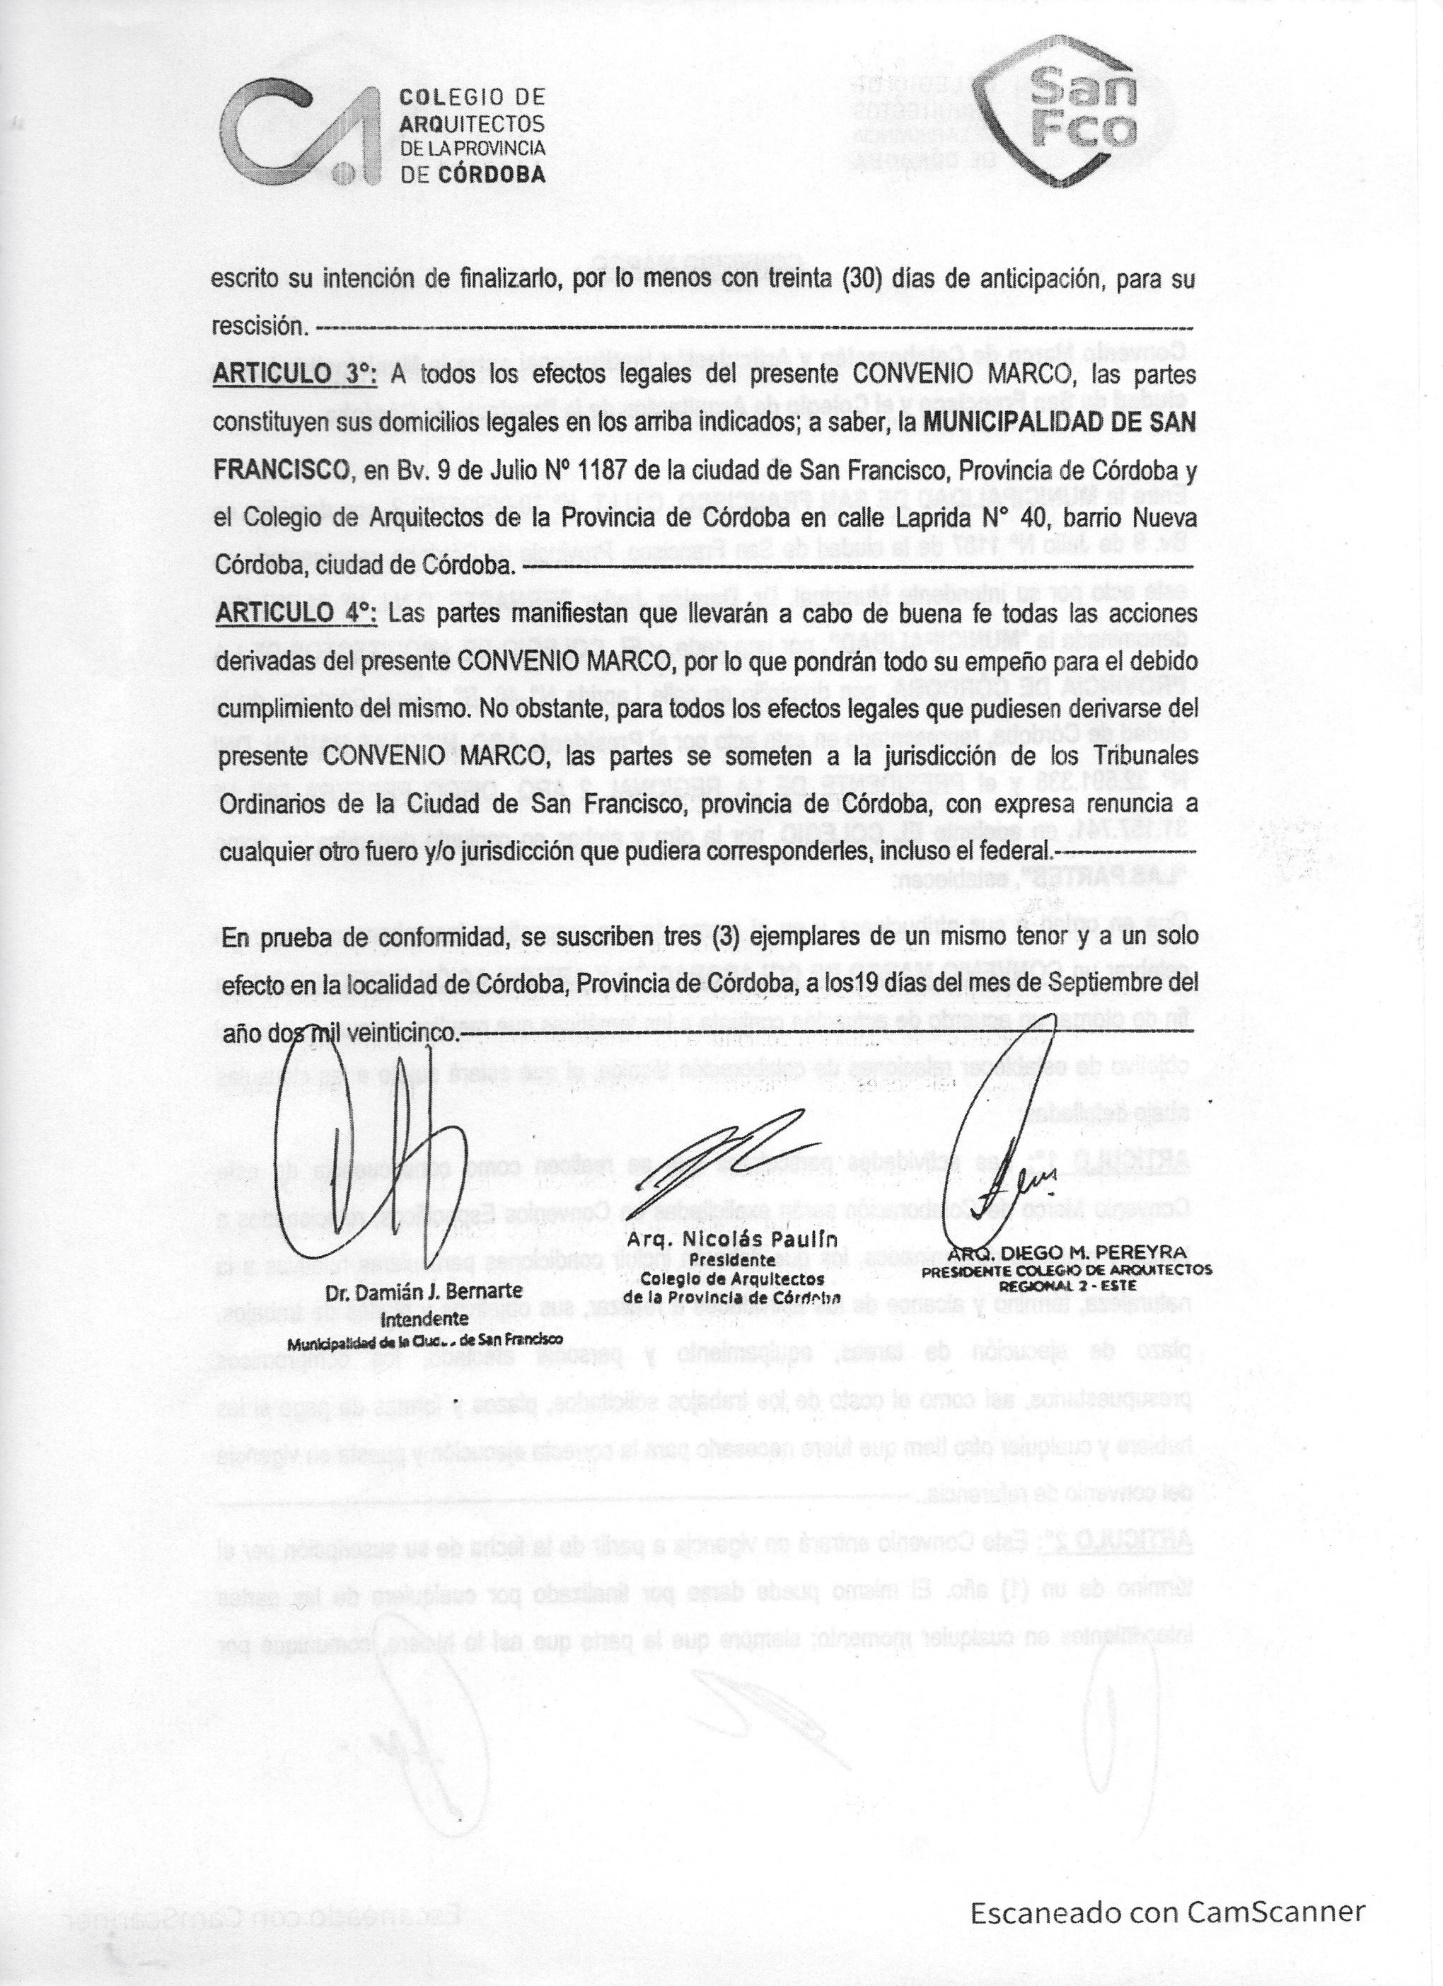 COLEGIO DE
ARQUITECTOS
DE LA PROVINCIA
DE CÓRDOBA
San
Fco
escrito su intención de finalizarlo, por lo menos con treinta (30) días de anticipación, para su
rescisión.
ARTICULO 3º: A todos los efectos legales del presente CONVENIO MARCO, las partes
constituyen sus domicilios legales en los arriba indicados; a saber, la MUNICIPALIDAD DE SAN
FRANCISCO, en Bv. 9 de Julio Nº 1187 de la ciudad de San Francisco, Provincia de Córdoba y
el Colegio de Arquitectos de la Provincia de Córdoba en calle Laprida N° 40, barrio Nueva
Córdoba, ciudad de Córdoba.
ARTICULO 4º: Las partes manifiestan que llevarán a cabo de buena fe todas las acciones
derivadas del presente CONVENIO MARCO, por lo que pondrán todo su empeño para el debido
cumplimiento del mismo. No obstante, para todos los efectos legales que pudiesen derivarse del
presente CONVENIO MARCO, las partes se someten a la jurisdicción de los Tribunales
Ordinarios de la Ciudad de San Francisco, provincia de Córdoba, con expresa renuncia a
cualquier otro fuero y/o jurisdicción que pudiera corresponderles, incluso el federal.-
En prueba de conformidad, se suscriben tres (3) ejemplares de un mismo tenor y a un solo
efecto en la localidad de Córdoba, Provincia de Córdoba, a los19 días del mes de Septiembre del
año dos mil veinticinco.-
Arq. Nicolás Paulín
Presidente
Colegio de Arquitectos
de la Provincia de Córdoba
ARQ. DIEGO M. PEREYRA
PRESIDENTE COLEGIO DE ARQUITECTOS
REGIONAL 2 - ESTE
Dr. Damián J. Bernarte
Intendente
Municipalidad de la de San Francisco
Escaneado con CamScanner